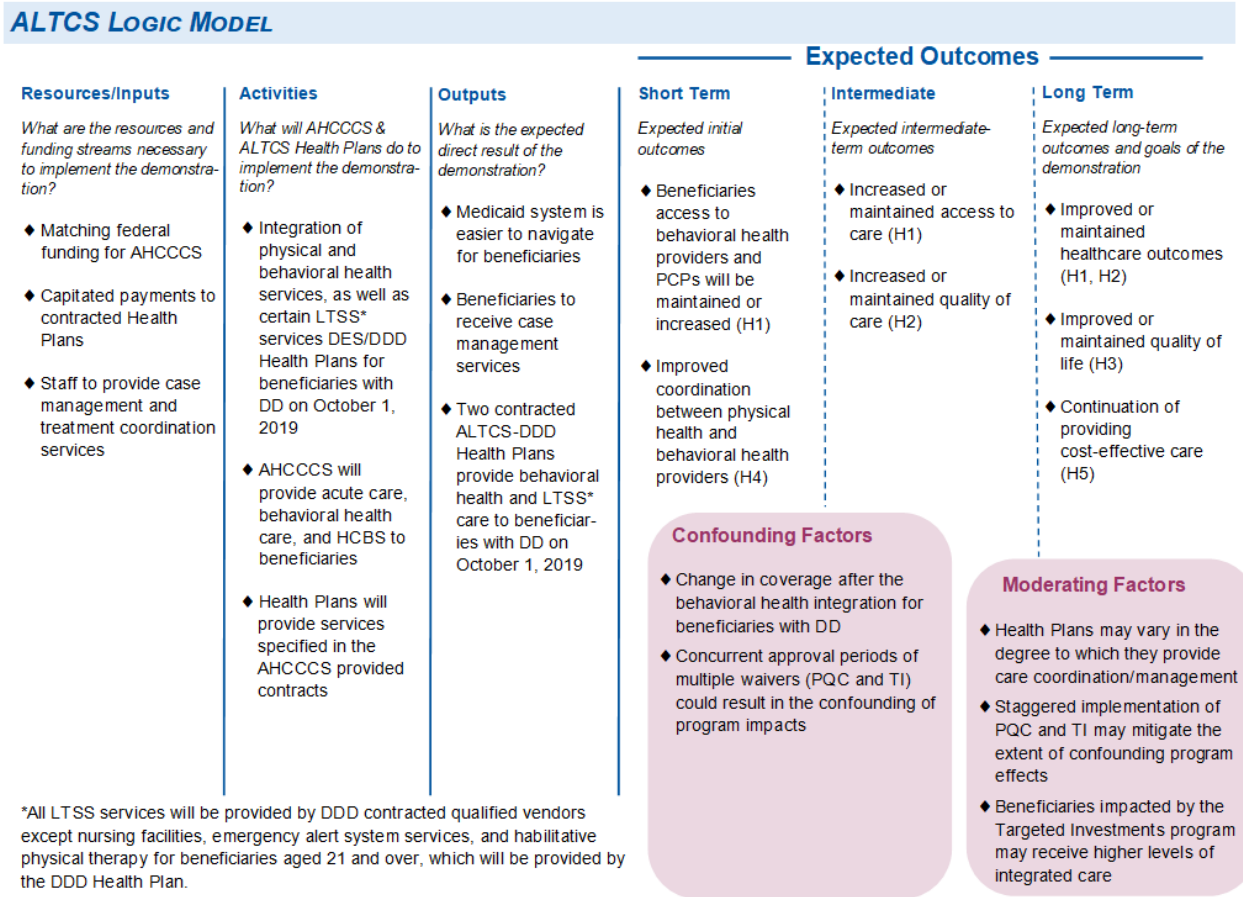 ALTCS LOGIC MODEL
Expected Outcomes
Resources/Inputs
What are the resources and
funding streams necessary
to implement the demonstra-
tion?
♦ Matching federal
funding for AHCCCS
♦ Capitated payments to
contracted Health
Plans
♦ Staff to provide case
management and
treatment coordination
services
Activities
What will AHCCCS &
ALTCS Health Plans do to
implement the demonstra-
tion?
♦ Integration of
physical and
behavioral health
services, as well as
certain LTSS*
services DES/DDD
Health Plans for
beneficiaries with
DD on October 1,
2019
♦ AHCCCS will
provide acute care,
behavioral health
care, and HCBS to
beneficiaries
♦ Health Plans will
provide services
specified in the
AHCCCS provided
contracts
Outputs
What is the expected
direct result of the
demonstration?
♦ Medicaid system is
easier to navigate
for beneficiaries
♦ Beneficiaries to
receive case
management
services
♦ Two contracted
ALTCS-DDD
Health Plans
provide behavioral
health and LTSS*
care to beneficiar-
ies with DD on
October 1, 2019
Short Term
Expected initial
outcomes
♦ Beneficiaries
access to
behavioral health
providers and
PCPs will be
maintained or
increased (H1)
♦ Improved
coordination
between physical
health and
behavioral health
providers (H4)
Intermediate
Expected intermediate-
term outcomes
♦ Increased or
maintained access to
care (H1)
♦ Increased or
maintained quality of
care (H2)
Long Term
Expected long-term
outcomes and goals of the
demonstration
♦ Improved or
maintained
healthcare outcomes
(H1, H2)
♦ Improved or
maintained quality of
life (H3)
♦ Continuation of
providing
cost-effective care
(H5)
Confounding Factors
♦ Change in coverage after the
behavioral health integration for
beneficiaries with DD
♦ Concurrent approval periods of
multiple waivers (PQC and TI)
could result in the confounding of
program impacts
Moderating Factors
♦ Health Plans may vary in the
degree to which they provide
care coordination/management
♦ Staggered implementation of
PQC and TI may mitigate the
extent of confounding program
effects
♦ Beneficiaries impacted by the
Targeted Investments program
may receive higher levels of
integrated care
*All LTSS services will be provided by DDD contracted qualified vendors
except nursing facilities, emergency alert system services, and habilitative
physical therapy for beneficiaries aged 21 and over, which will be provided by
the DDD Health Plan.